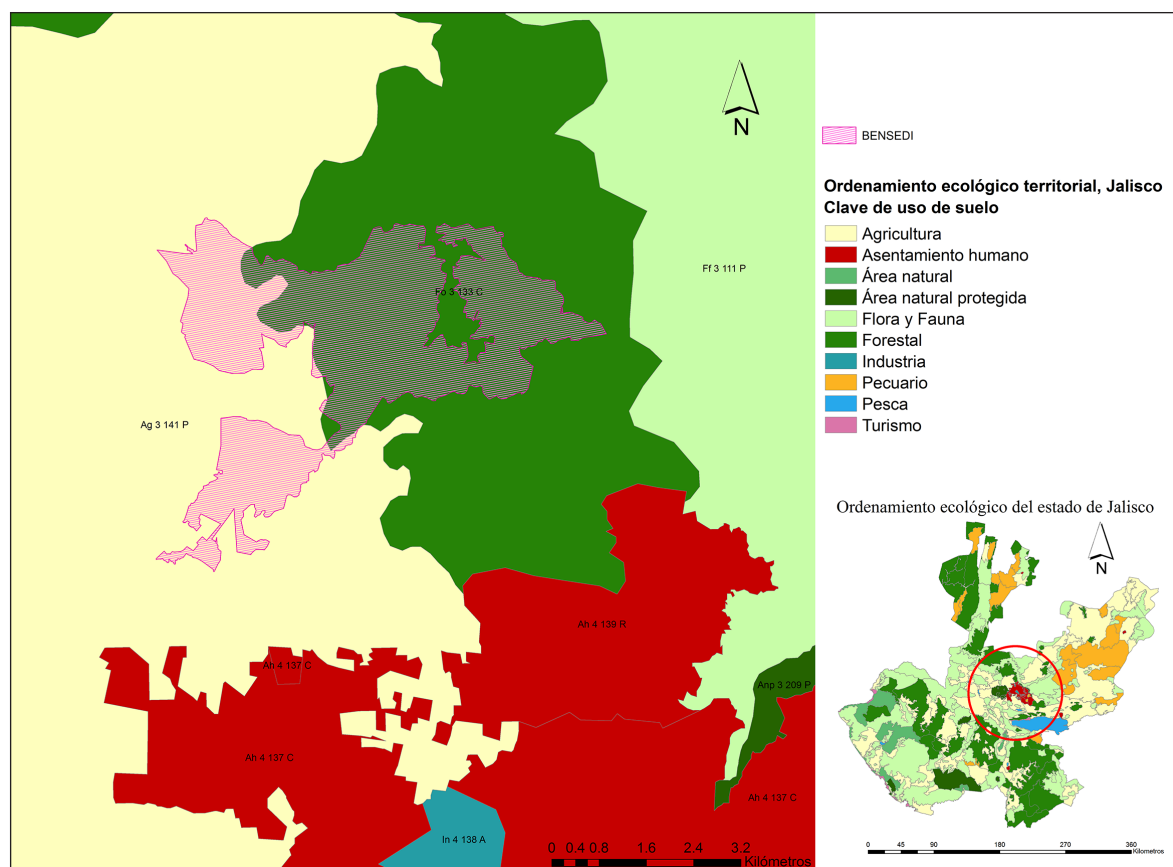 N
BENSEDI
Ordenamiento ecológico territorial, Jalisco
Clave de uso de suelo
Agricultura
Asentamiento humano
Área natural
Área natural protegida
Flora y Fauna
Forestal
Industria
Pecuario
Pesca
Turismo
Ff 3 111 P
Fo 3 133 C
Ag 3 141 P
Ah 4 139 R
Ah 4 137 C
Anp 3 209 P
Ah 4 137 C
Ah 4 137 C
In 4 138 A
0 0.4 0.8 1.6 2.4 3.2
Kilómetros
Ordenamiento ecológico del estado de Jalisco
N
0 45 90 180 270 360
Kilómetros